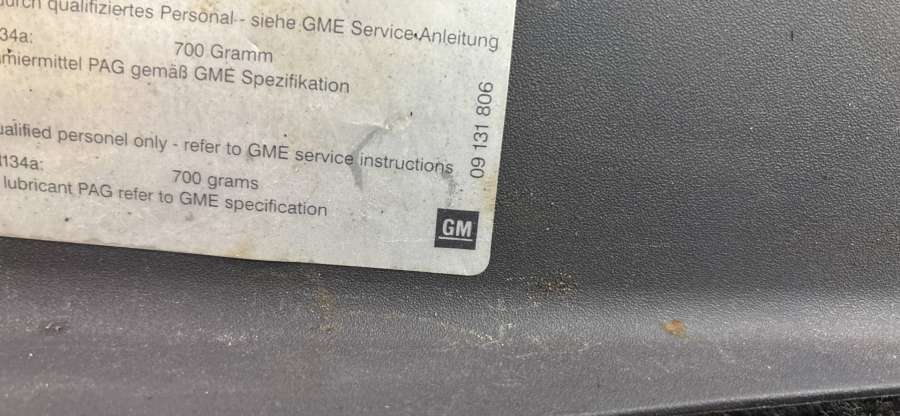 durch qualifiziertes Personal - siehe GME Service-Anleitung
34a: 700 Gramm
miermittel PAG gemäß GME Spezifikation
ualified personel only - refer to GME service instructions
134a: 700 grams
lubricant PAG refer to GME specification
09 131 806
GM